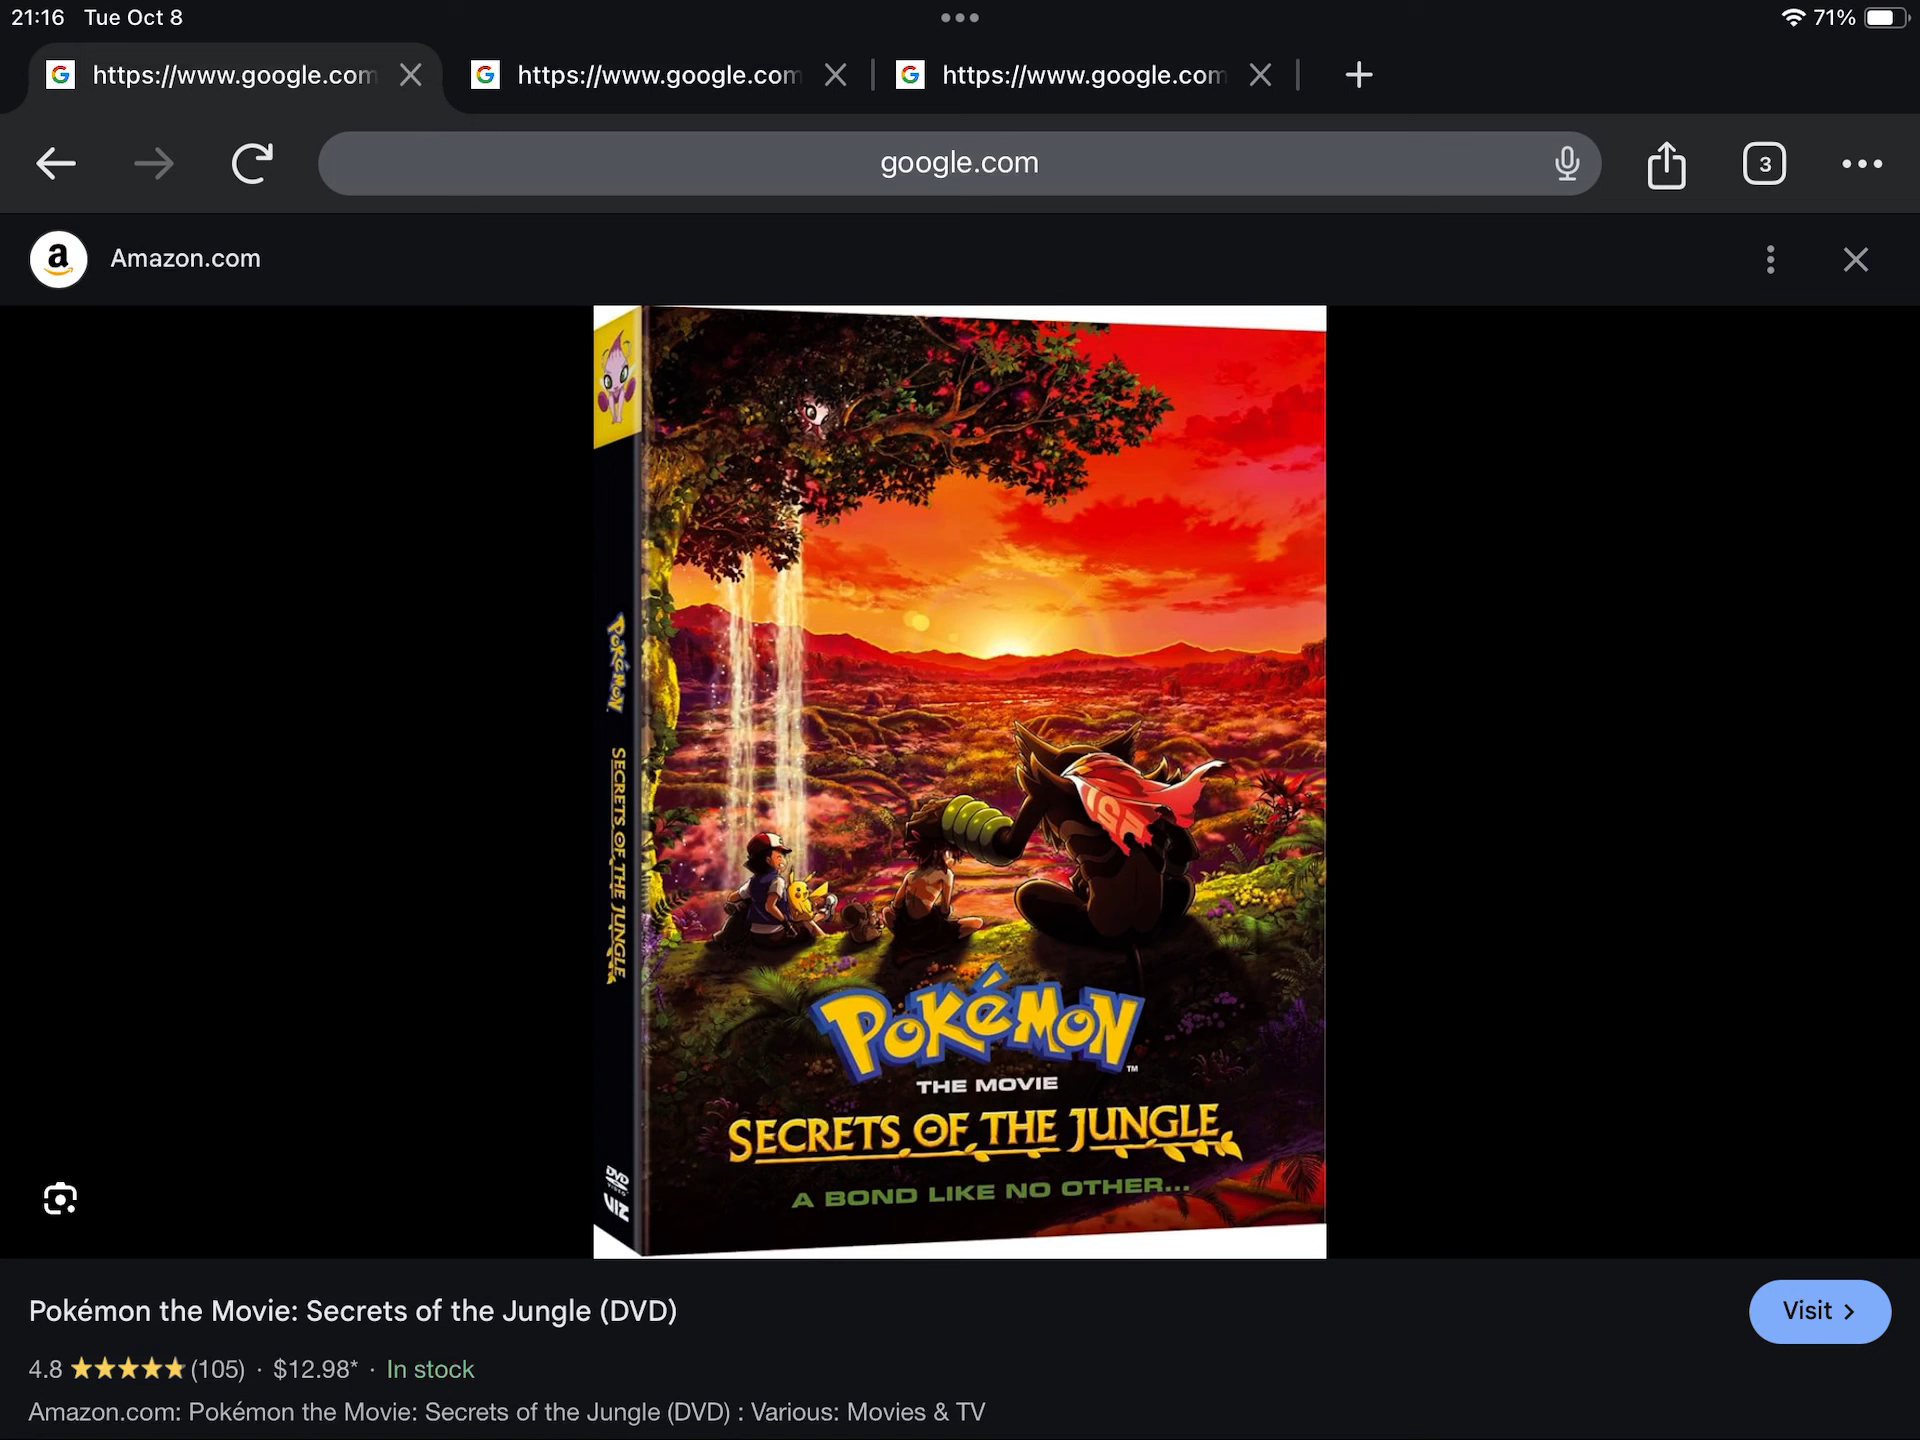 21:16 Tue Oct 8
71%
https://www.google.com
https://www.google.com
https://www.google.com
google.com
3
a
Amazon.com
POKÉMON
SECRETS OF THE JUNGLE
DVD
VIDEO
VIZ
POKÉMON
TM
THE MOVIE
SECRETS OF THE JUNGLE
A BOND LIKE NO OTHER...
Pokémon the Movie: Secrets of the Jungle (DVD)
Visit
4.8 ★★★★★ (105) · $12.98* · In stock
Amazon.com: Pokémon the Movie: Secrets of the Jungle (DVD) : Various: Movies & TV